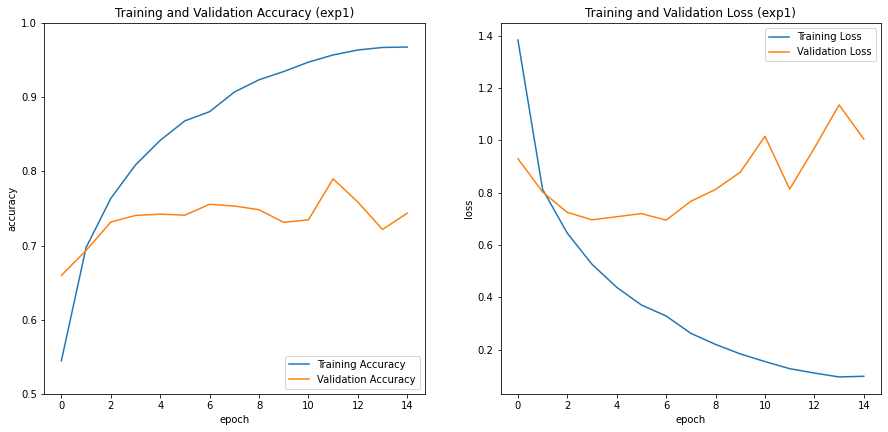 Training and Validation Accuracy (exp1)
1.0
0.9
0.8
0.7
0.6
0.5
accuracy
0 2 4 6 8 10 12 14
epoch
Training Accuracy
Validation Accuracy
Training and Validation Loss (exp1)
1.4
1.2
1.0
0.8
0.6
0.4
0.2
loss
0 2 4 6 8 10 12 14
epoch
Training Loss
Validation Loss